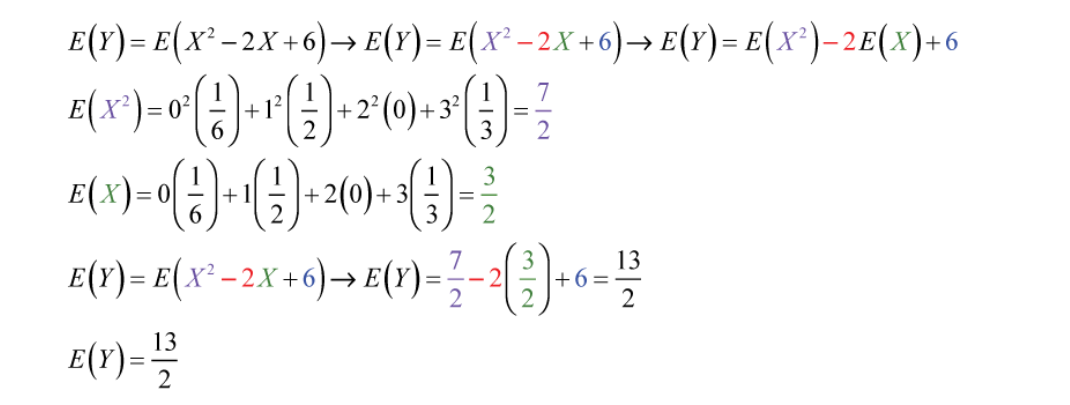 E(Y) = E(X² − 2X + 6) → E(Y) = E(X² − 2X + 6) → E(Y) = E(X²) − 2E(X) + 6
E(X²) = 0²(1/6) + 1²(1/2) + 2²(0) + 3²(1/3) = 7/2
E(X) = 0(1/6) + 1(1/2) + 2(0) + 3(1/3) = 3/2
E(Y) = E(X² − 2X + 6) → E(Y) = 7/2 − 2(3/2) + 6 = 13/2
E(Y) = 13/2